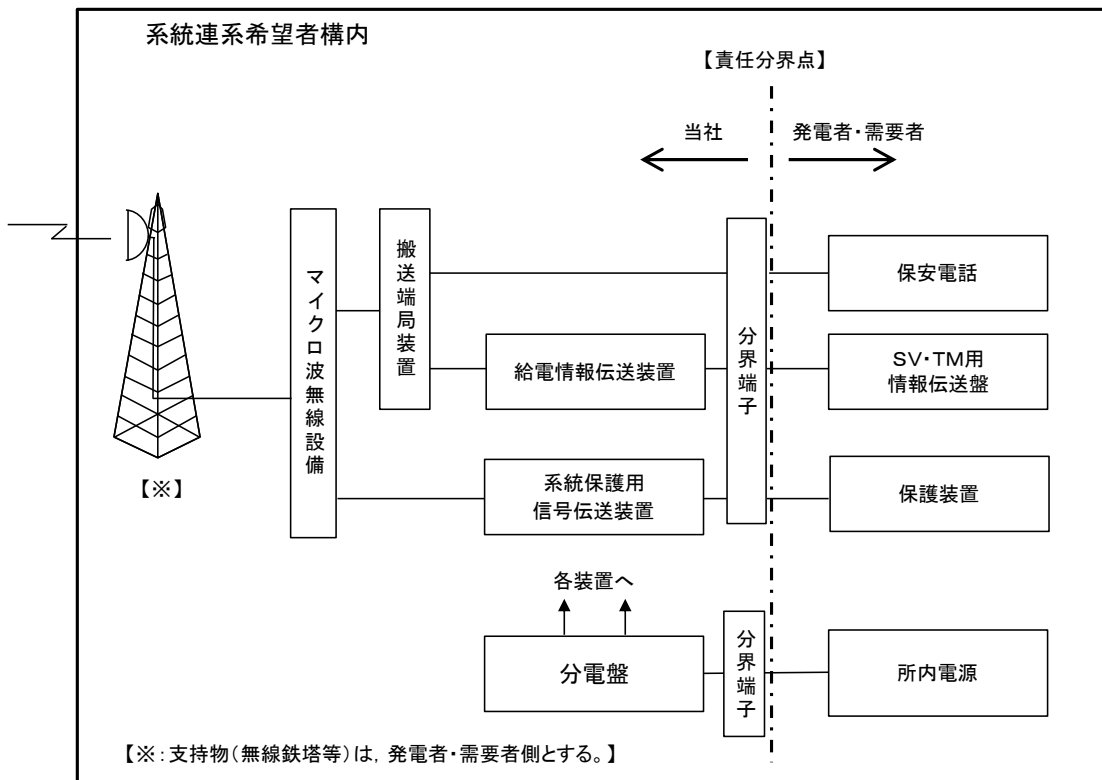 系統連系希望者構内
【責任分界点】
当社
発電者・需要者
マイクロ波無線設備
搬送端局装置
分界端子
保安電話
給電情報伝送装置
SV・TM用
情報伝送盤
【※】
系統保護用
信号伝送装置
保護装置
各装置へ
分電盤
分界端子
所内電源
【※：支持物（無線鉄塔等）は，発電者・需要者側とする。】